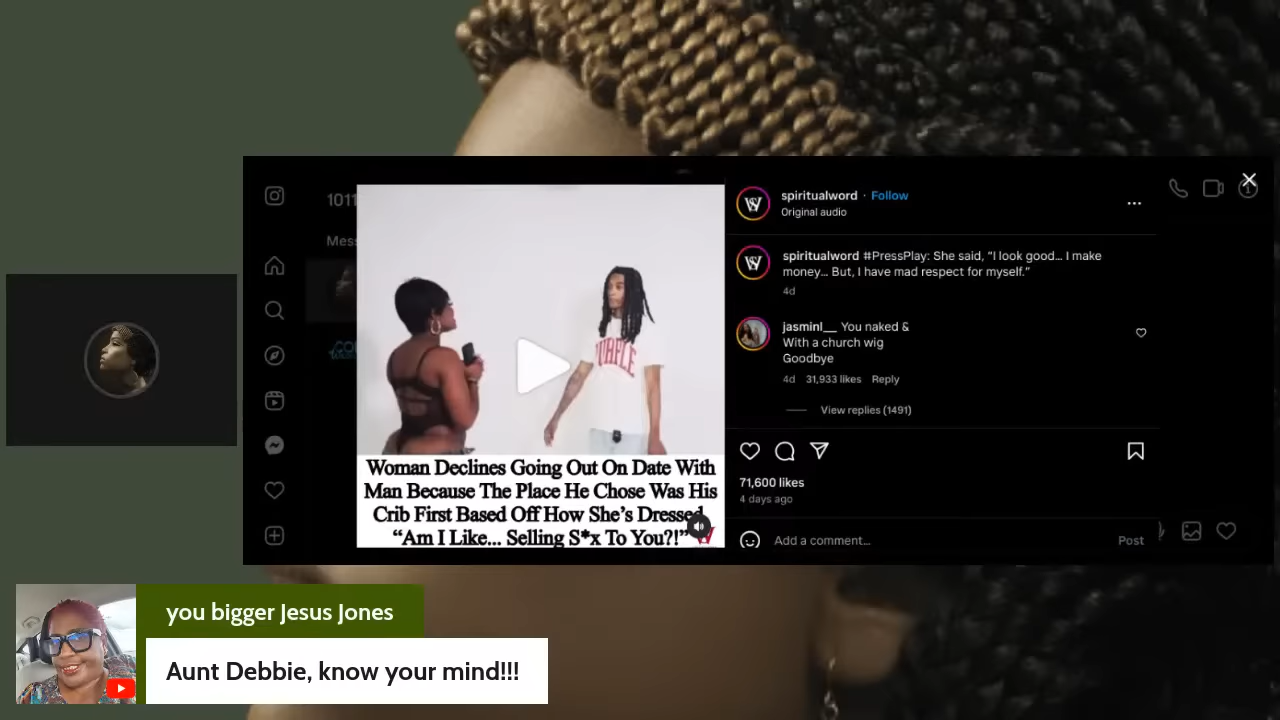 1011
Mess
spiritualword · Follow
Original audio
...
spiritualword #PressPlay: She said, “I look good... I make
money... But, I have mad respect for myself.”
4d
jasminl__ You naked &
With a church wig
Goodbye
4d 31,933 likes Reply
View replies (1491)
71,600 likes
4 days ago
Add a comment... Post
Woman Declines Going Out On Date With
Man Because The Place He Chose Was His
Crib First Based Off How She’s Dressed
“Am I Like... Selling S*x To You?!”
you bigger Jesus Jones
Aunt Debbie, know your mind!!!